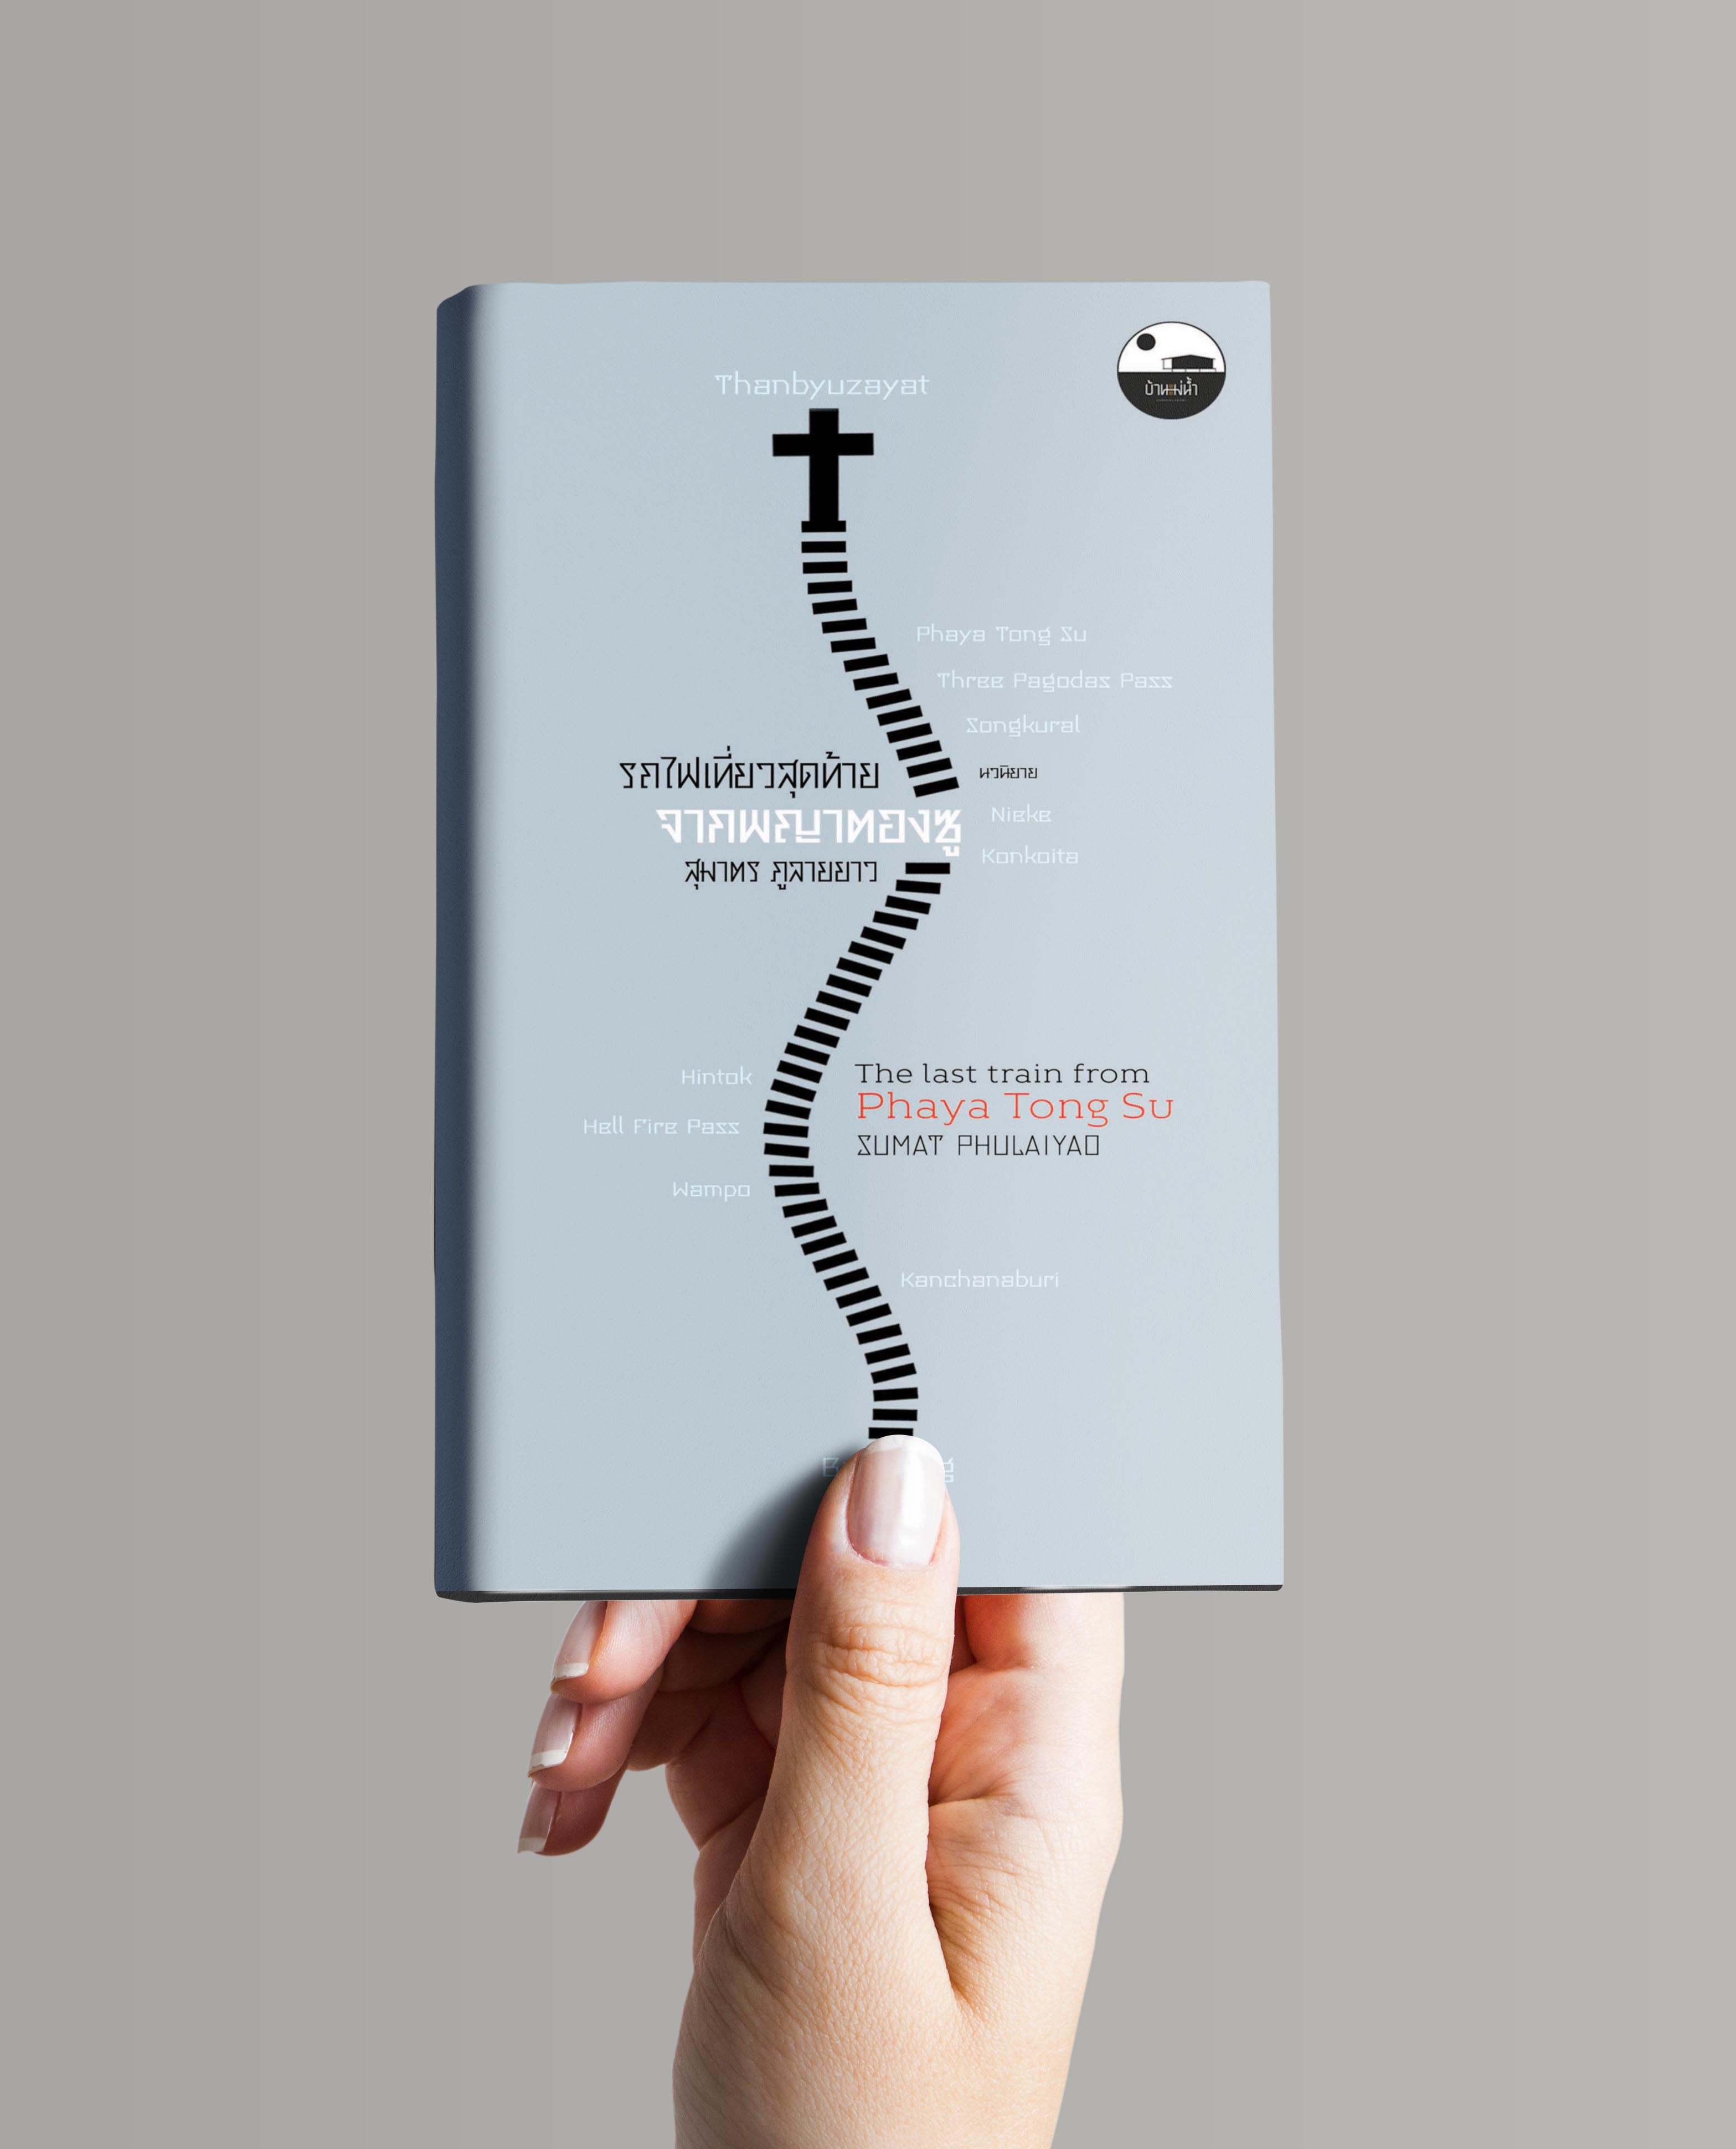 บ้านแม่น้ำ
Thanbyuzayat
Phaya Tong Su
Three Pagodas Pass
Songkurai
รถไฟเที่ยวสุดท้าย
นวนิยาย
จากพญาตองซู
Nieke
Konkoita
สุมาตร ภูลายยาว
Hintok
The last train from
Phaya Tong Su
Hell Fire Pass
SUMAT PHULAIYAO
Wampo
Kanchanaburi